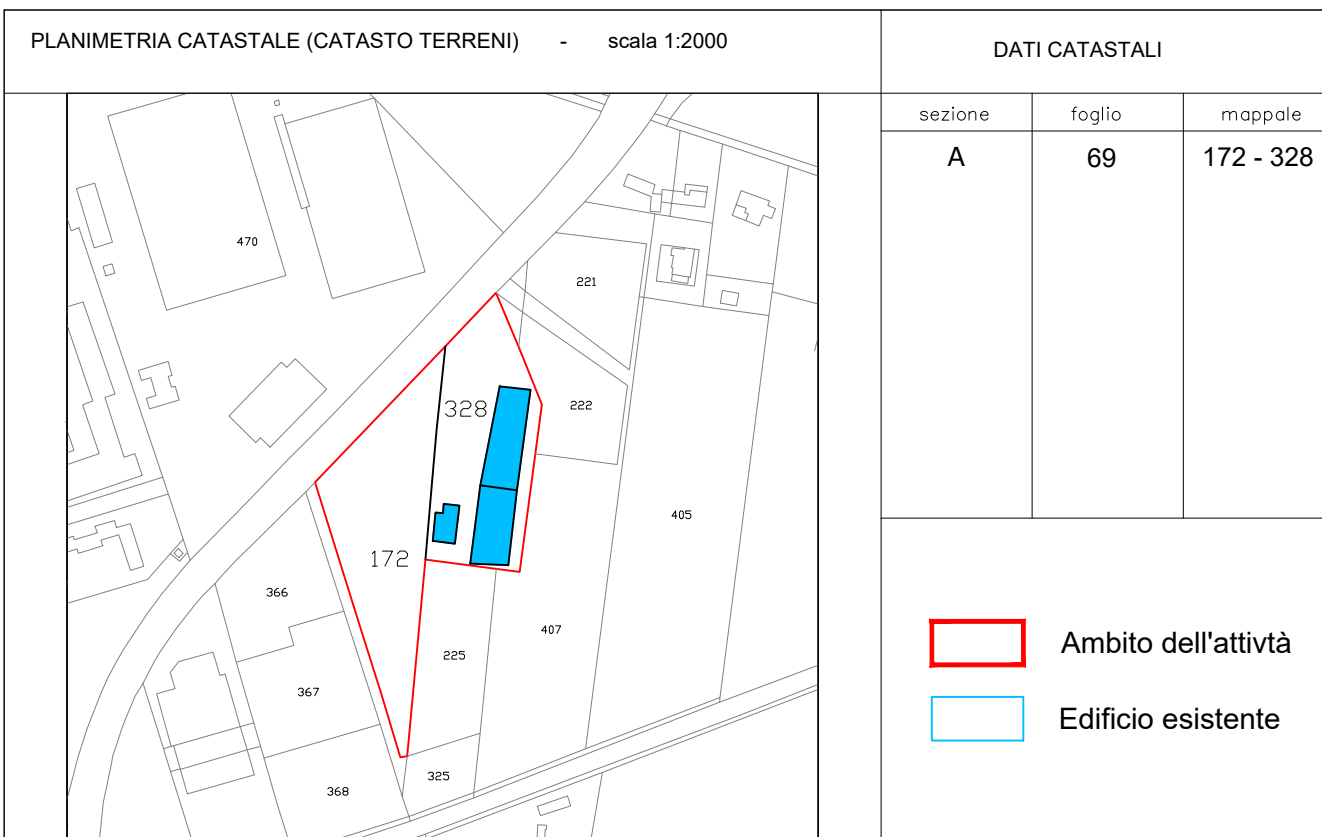 PLANIMETRIA CATASTALE (CATASTO TERRENI) - scala 1:2000
DATI CATASTALI
sezione foglio mappale
A 69 172 - 328
470
221
328
222
405
172
366
407
225
367
325
368
Ambito dell'attivtà
Edificio esistente